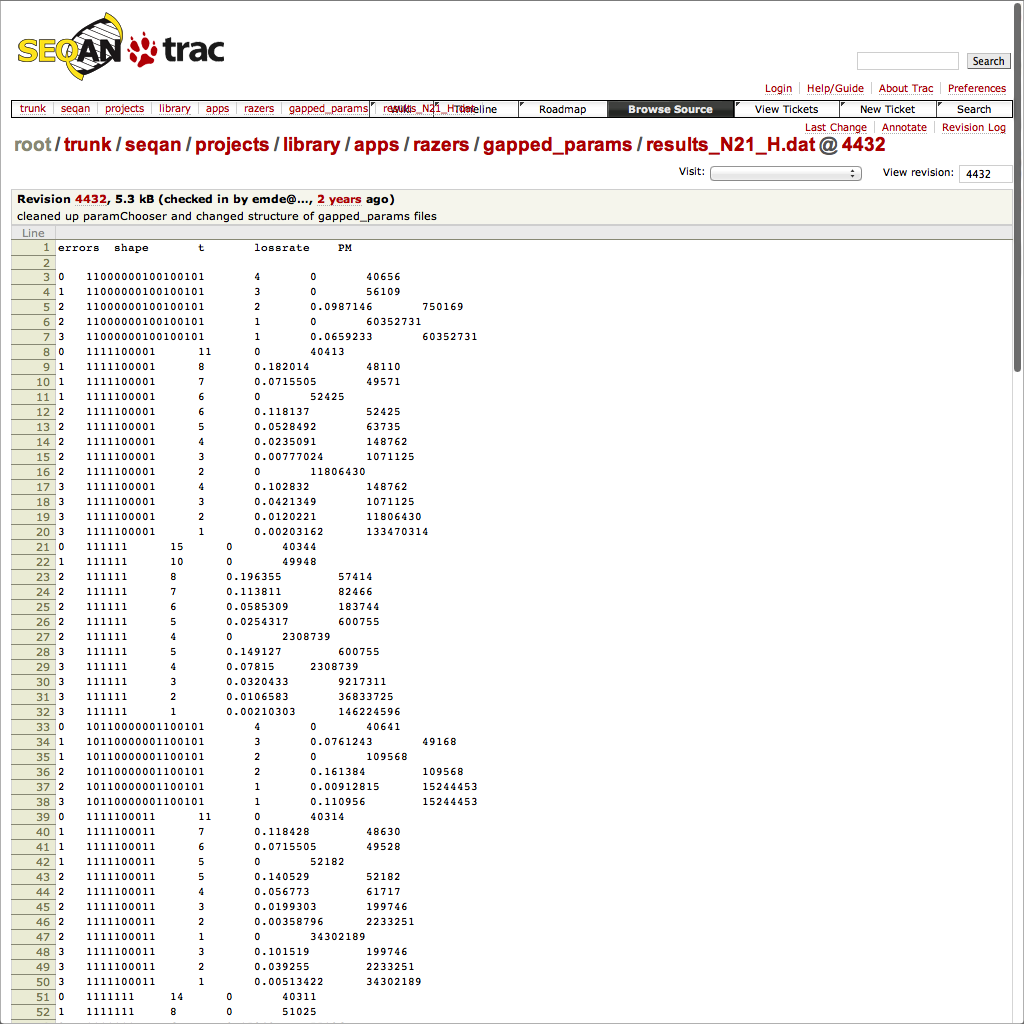 SEQAN trac
Search
Login Help/Guide About Trac Preferences
trunk seqan projects library apps razers gapped_params results_N21_H.dat Wiki Timeline Roadmap Browse Source View Tickets New Ticket Search
Last Change Annotate Revision Log
root/trunk/seqan/projects/library/apps/razers/gapped_params/results_N21_H.dat @ 4432
Visit: View revision: 4432
Revision 4432, 5.3 kB (checked in by emde@..., 2 years ago)
cleaned up paramChooser and changed structure of gapped_params files
Line
1 errors shape t lossrate PM
2
3 0 11000000100100101 4 0 40656
4 1 11000000100100101 3 0 56109
5 2 11000000100100101 2 0.0987146 750169
6 2 11000000100100101 1 0 60352731
7 3 11000000100100101 1 0.0659233 60352731
8 0 1111100001 11 0 40413
9 1 1111100001 8 0.182014 48110
10 1 1111100001 7 0.0715505 49571
11 1 1111100001 6 0 52425
12 2 1111100001 6 0.118137 52425
13 2 1111100001 5 0.0528492 63735
14 2 1111100001 4 0.0235091 148762
15 2 1111100001 3 0.00777024 1071125
16 2 1111100001 2 0 11806430
17 3 1111100001 4 0.102832 148762
18 3 1111100001 3 0.0421349 1071125
19 3 1111100001 2 0.0120221 11806430
20 3 1111100001 1 0.00203162 133470314
21 0 111111 15 0 40344
22 1 111111 10 0 49948
23 2 111111 8 0.196355 57414
24 2 111111 7 0.113811 82466
25 2 111111 6 0.0585309 183744
26 2 111111 5 0.0254317 600755
27 2 111111 4 0 2308739
28 3 111111 5 0.149127 600755
29 3 111111 4 0.07815 2308739
30 3 111111 3 0.0320433 9217311
31 3 111111 2 0.0106583 36833725
32 3 111111 1 0.00210303 146224596
33 0 10110000001100101 4 0 40641
34 1 10110000001100101 3 0.0761243 49168
35 1 10110000001100101 2 0 109568
36 2 10110000001100101 2 0.161384 109568
37 2 10110000001100101 1 0.00912815 15244453
38 3 10110000001100101 1 0.110956 15244453
39 0 1111100011 11 0 40314
40 1 1111100011 7 0.118428 48630
41 1 1111100011 6 0.0715505 49528
42 1 1111100011 5 0 52182
43 2 1111100011 5 0.140529 52182
44 2 1111100011 4 0.056773 61717
45 2 1111100011 3 0.0199303 199746
46 2 1111100011 2 0.00358796 2233251
47 2 1111100011 1 0 34302189
48 3 1111100011 3 0.101519 199746
49 3 1111100011 2 0.039255 2233251
50 3 1111100011 1 0.00513422 34302189
51 0 1111111 14 0 40311
52 1 1111111 8 0 51025